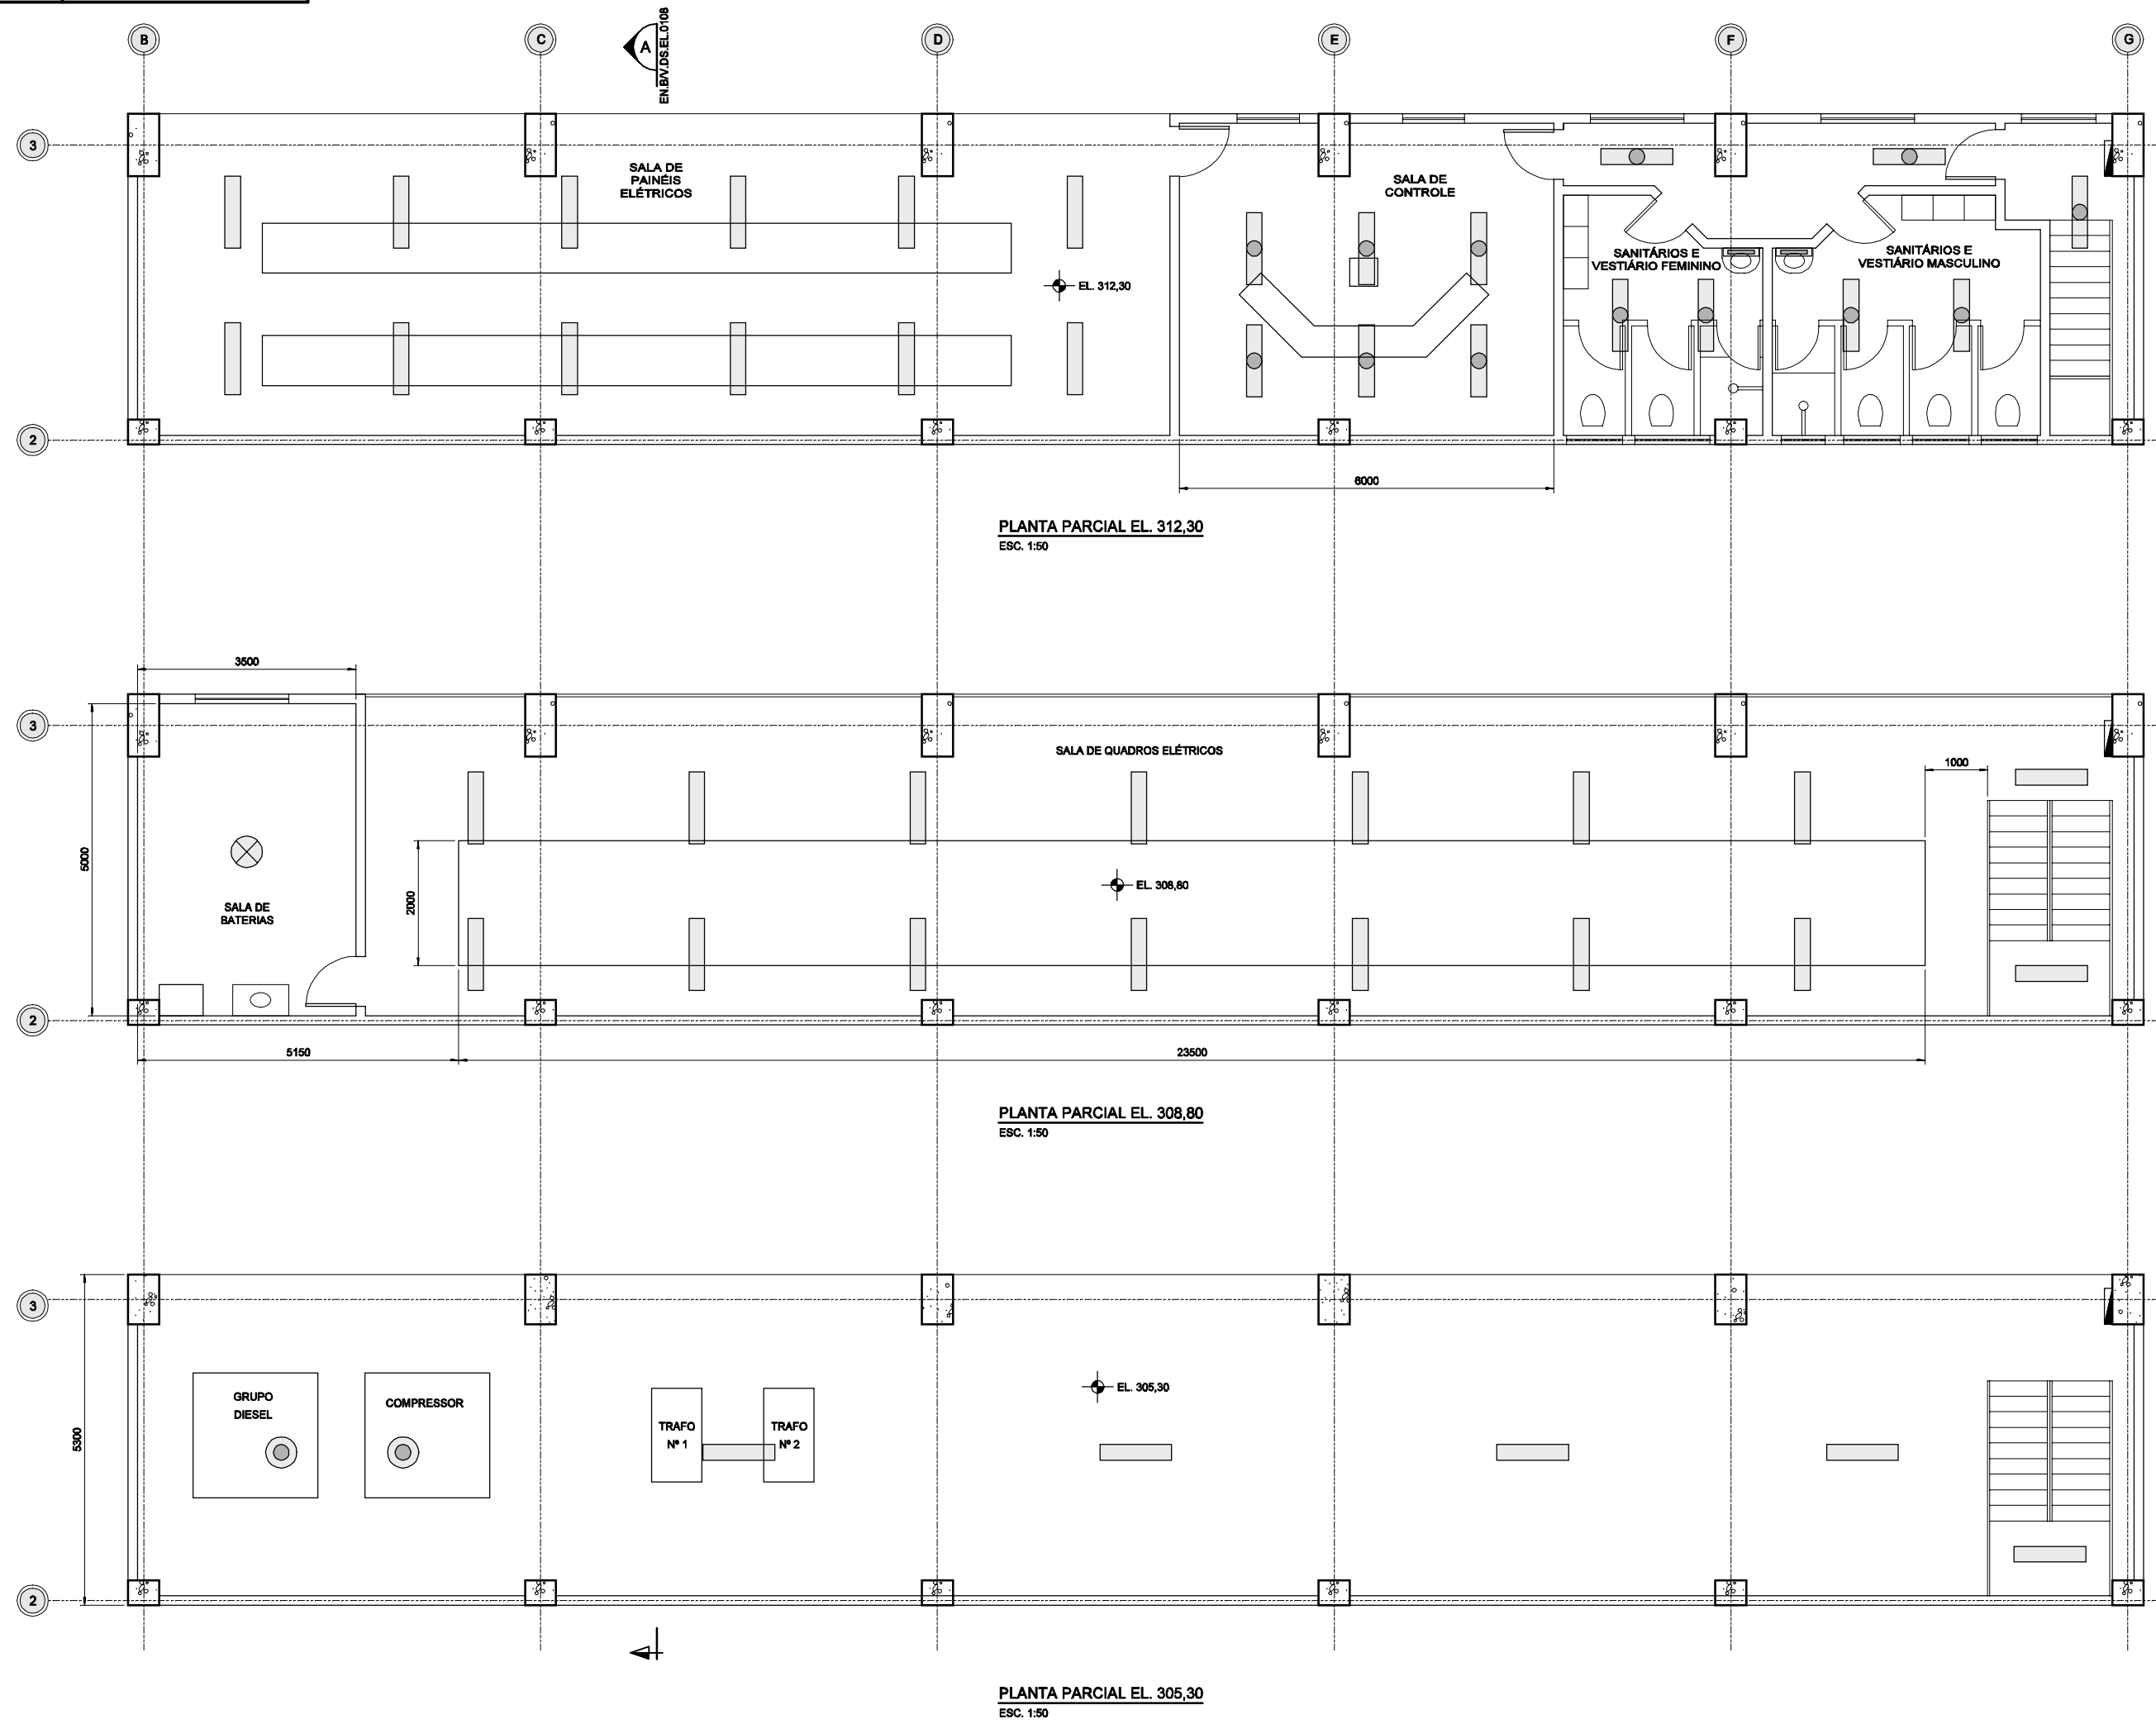 B
C
A
EN.B/V.DS.EL.0108
D
E
F
G
3
SALA DE
PAINÉIS
ELÉTRICOS
SALA DE
CONTROLE
SANITÁRIOS E
VESTIÁRIO FEMININO
SANITÁRIOS E
VESTIÁRIO MASCULINO
EL. 312,30
2
6000
PLANTA PARCIAL EL. 312,30
ESC. 1:50
3500
3
SALA DE QUADROS ELÉTRICOS
1000
5000
2000
EL. 308,80
SALA DE
BATERIAS
2
5150
23500
PLANTA PARCIAL EL. 308,80
ESC. 1:50
3
EL. 305,30
GRUPO
DIESEL
COMPRESSOR
TRAFO
Nº 1
TRAFO
Nº 2
5300
2
PLANTA PARCIAL EL. 305,30
ESC. 1:50